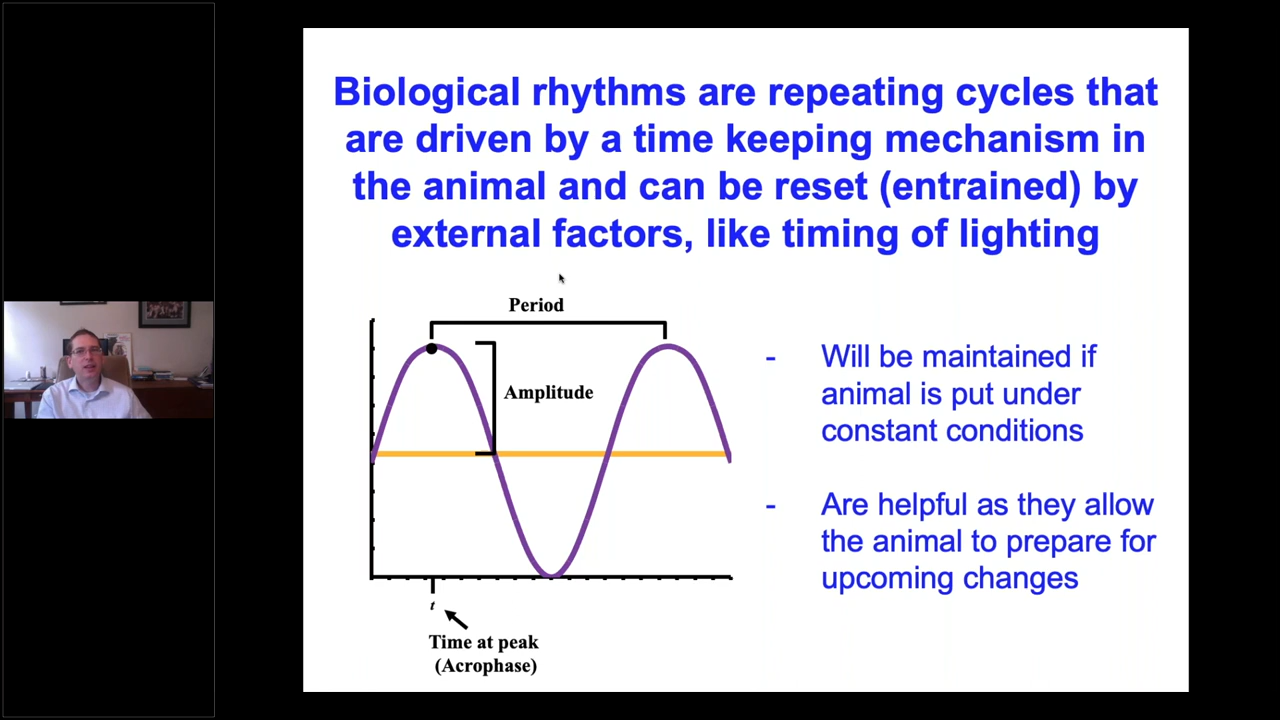 Biological rhythms are repeating cycles that
are driven by a time keeping mechanism in
the animal and can be reset (entrained) by
external factors, like timing of lighting
Period
Amplitude
t
Time at peak
(Acrophase)
- Will be maintained if
animal is put under
constant conditions
- Are helpful as they allow
the animal to prepare for
upcoming changes